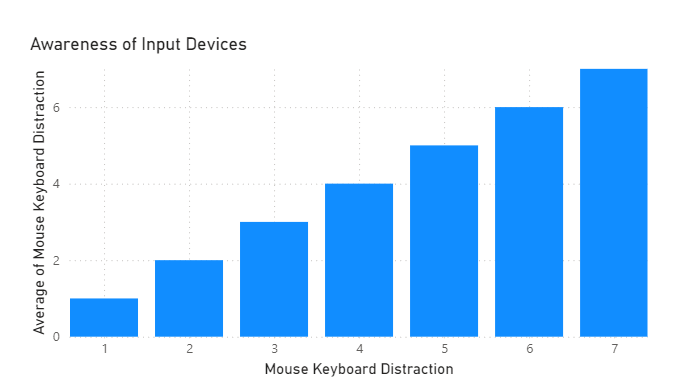 Awareness of Input Devices
Average of Mouse Keyboard Distraction
6
4
2
0
1 2 3 4 5 6 7
Mouse Keyboard Distraction